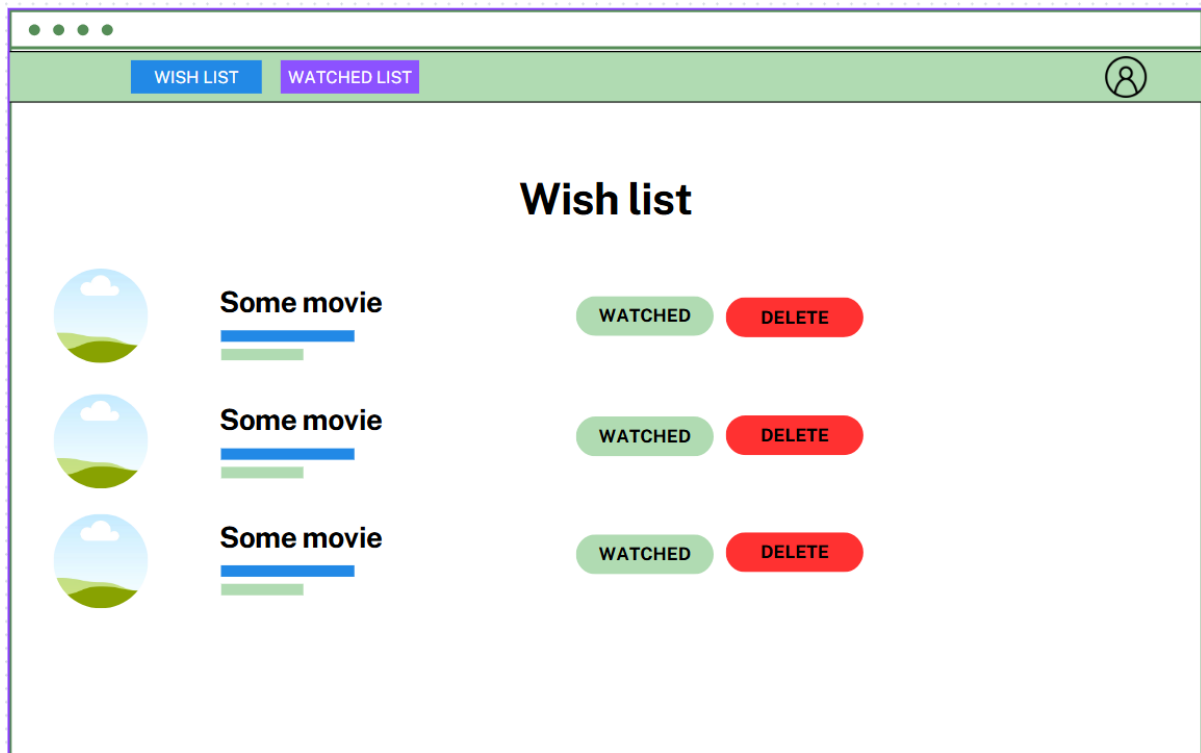 WISH LIST
WATCHED LIST
Wish list
Some movie
WATCHED
DELETE
Some movie
WATCHED
DELETE
Some movie
WATCHED
DELETE